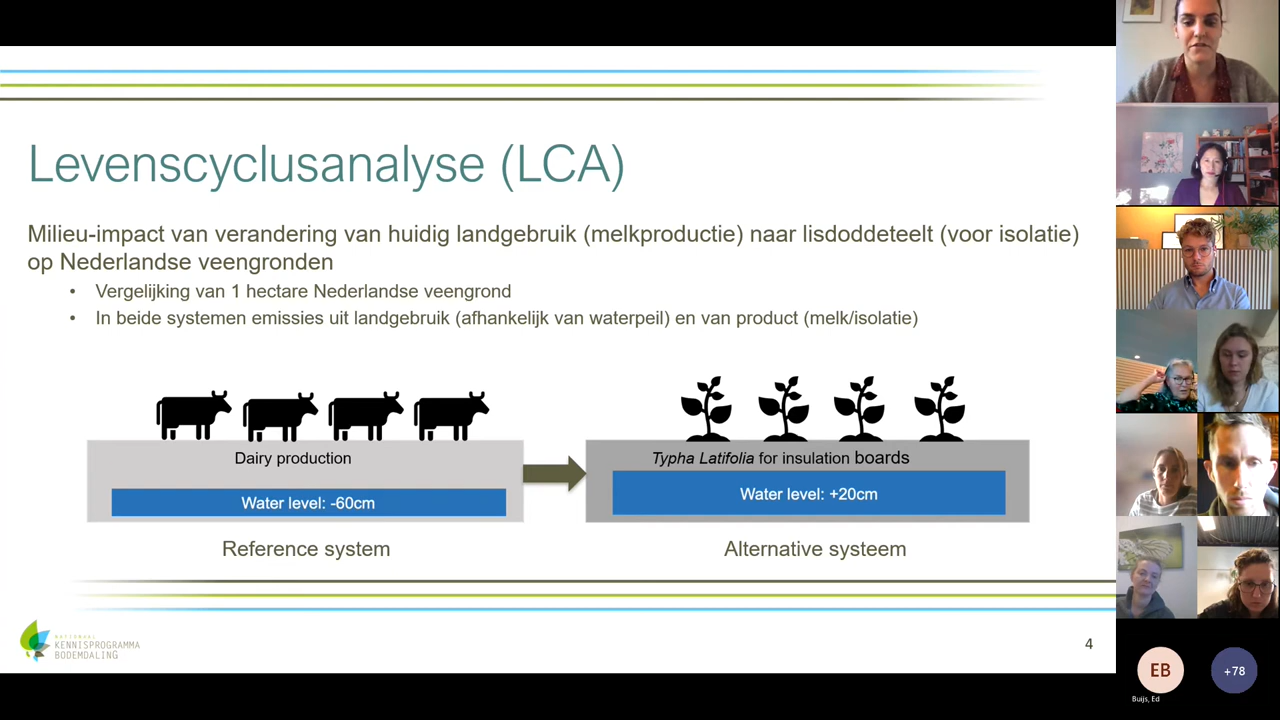 Levenscyclusanalyse (LCA)
Milieu-impact van verandering van huidig landgebruik (melkproductie) naar lisdoddeteelt (voor isolatie)
op Nederlandse veengronden
• Vergelijking van 1 hectare Nederlandse veengrond
• In beide systemen emissies uit landgebruik (afhankelijk van waterpeil) en van product (melk/isolatie)
Dairy production
Water level: -60cm
Reference system
Typha Latifolia for insulation boards
Water level: +20cm
Alternative systeem
NATIONAAL
KENNISPROGRAMMA
BODEMDALING
4
EB
Buijs, Ed
+78